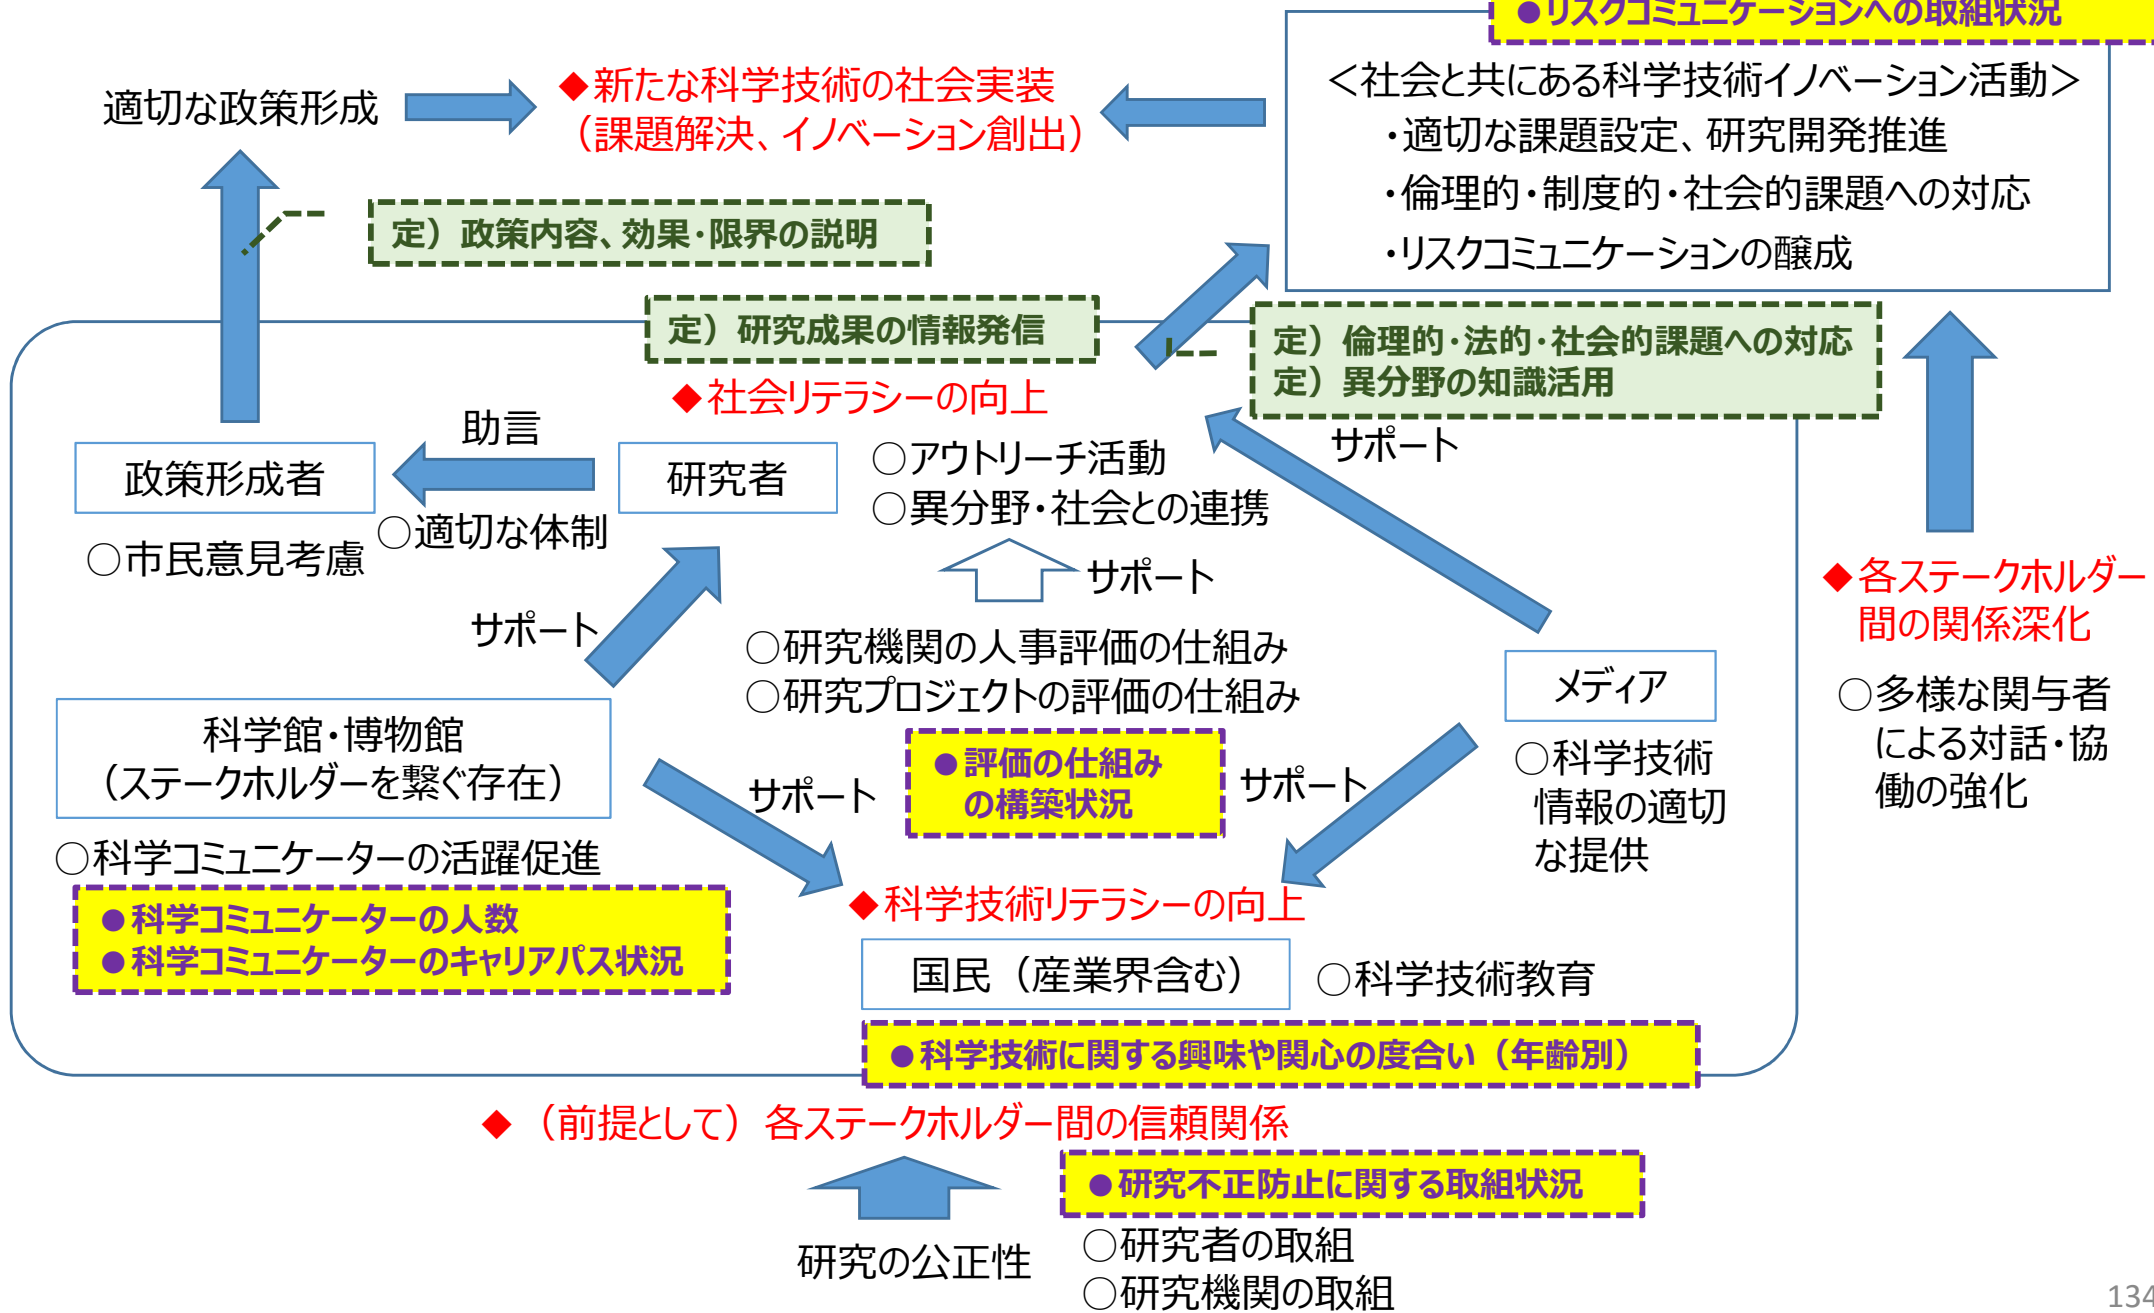 ●リスクコミュニケーションへの取組状況
＜社会と共にある科学技術イノベーション活動＞
・適切な課題設定、研究開発推進
・倫理的・制度的・社会的課題への対応
・リスクコミュニケーションの醸成
適切な政策形成
◆新たな科学技術の社会実装
（課題解決、イノベーション創出）
定）政策内容、効果・限界の説明
定）研究成果の情報発信
定）倫理的・法的・社会的課題への対応
定）異分野の知識活用
◆社会リテラシーの向上
助言
サポート
政策形成者
研究者
○アウトリーチ活動
○異分野・社会との連携
○適切な体制
○市民意見考慮
サポート
サポート
◆各ステークホルダー
間の関係深化
○多様な関与者
による対話・協
働の強化
○研究機関の人事評価の仕組み
○研究プロジェクトの評価の仕組み
メディア
○科学技術
情報の適切
な提供
科学館・博物館
（ステークホルダーを繋ぐ存在）
サポート
●評価の仕組み
の構築状況
サポート
○科学コミュニケーターの活躍促進
●科学コミュニケーターの人数
●科学コミュニケーターのキャリアパス状況
◆科学技術リテラシーの向上
国民（産業界含む）
○科学技術教育
●科学技術に関する興味や関心の度合い（年齢別）
◆（前提として）各ステークホルダー間の信頼関係
●研究不正防止に関する取組状況
研究の公正性
○研究者の取組
○研究機関の取組
134